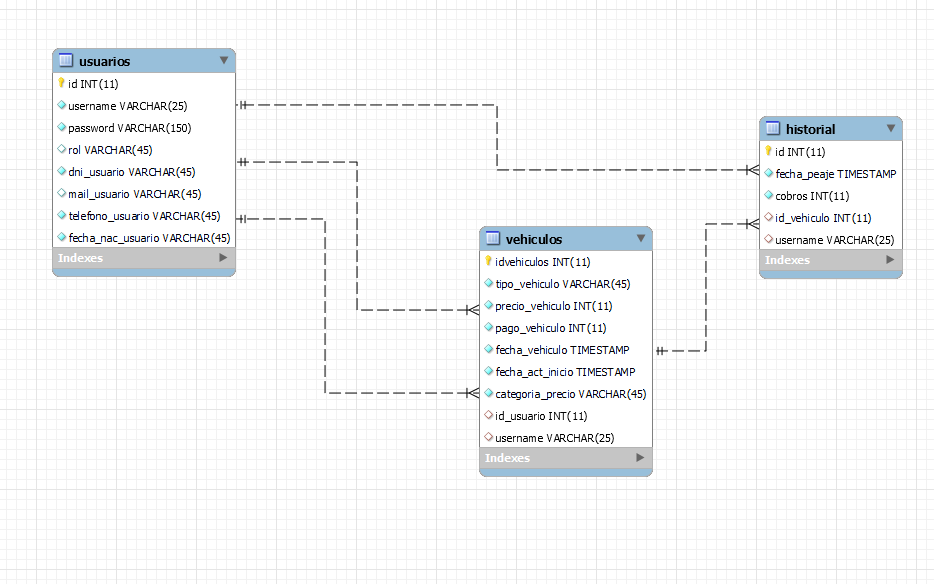 usuarios
id INT(11)
username VARCHAR(25)
password VARCHAR(150)
rol VARCHAR(45)
dni_usuario VARCHAR(45)
mail_usuario VARCHAR(45)
telefono_usuario VARCHAR(45)
fecha_nac_usuario VARCHAR(45)
Indexes
vehiculos
idvehiculos INT(11)
tipo_vehiculo VARCHAR(45)
precio_vehiculo INT(11)
pago_vehiculo INT(11)
fecha_vehiculo TIMESTAMP
fecha_act_inicio TIMESTAMP
categoria_precio VARCHAR(45)
id_usuario INT(11)
username VARCHAR(25)
Indexes
historial
id INT(11)
fecha_peaje TIMESTAMP
cobros INT(11)
id_vehiculo INT(11)
username VARCHAR(25)
Indexes